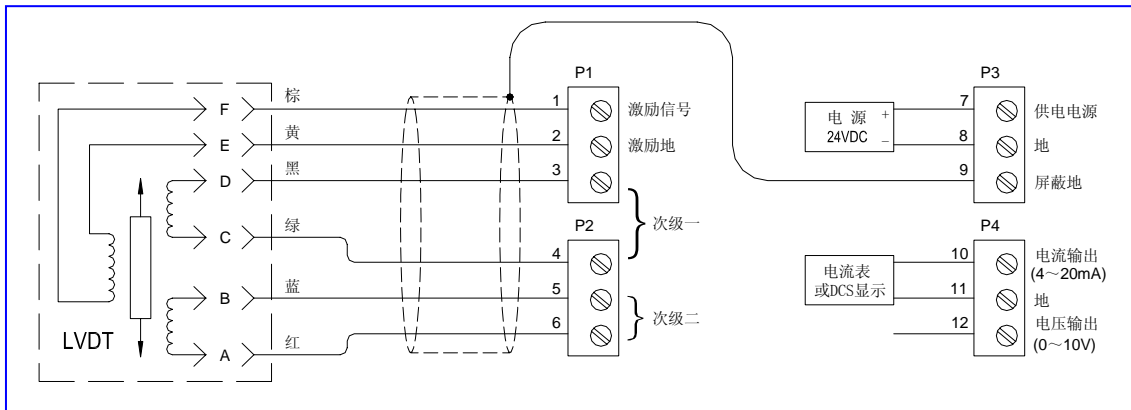 LVDT
F
E
D
C
B
A
棕
黄
黑
绿
蓝
红
P1
1
2
3
激励信号
激励地
次级一
P2
4
5
6
次级二
P3
电 源
24VDC
+
−
7
8
9
供电电源
地
屏蔽地
P4
电流表
或DCS显示
10
11
12
电流输出
(4～20mA)
地
电压输出
(0～10V)